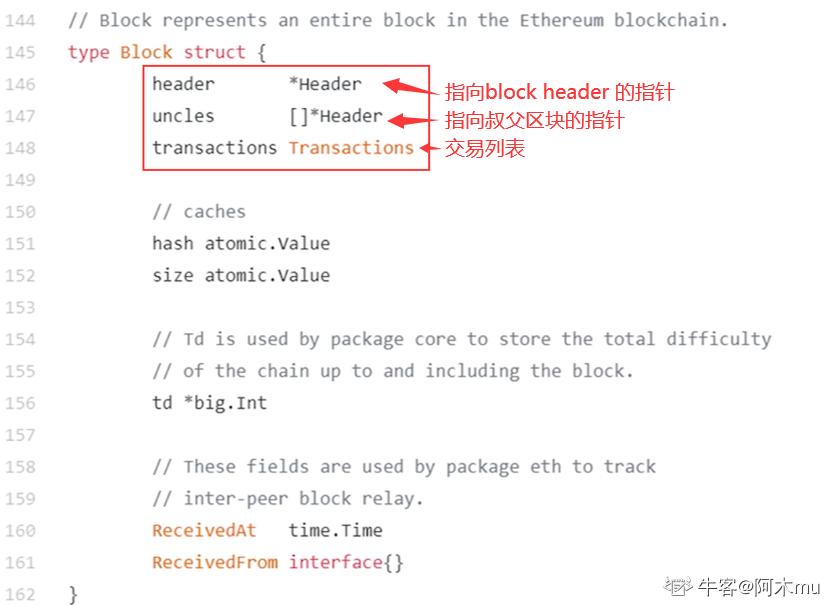 144 // Block represents an entire block in the Ethereum blockchain.
145 type Block struct {
146 header *Header 指向block header 的指针
147 uncles []*Header 指向叔父区块的指针
148 transactions Transactions 交易列表
149
150 // caches
151 hash atomic.Value
152 size atomic.Value
153
154 // Td is used by package core to store the total difficulty
155 // of the chain up to and including the block.
156 td *big.Int
157
158 // These fields are used by package eth to track
159 // inter-peer block relay.
160 ReceivedAt time.Time
161 ReceivedFrom interface{}
162 }
牛客@阿木mu